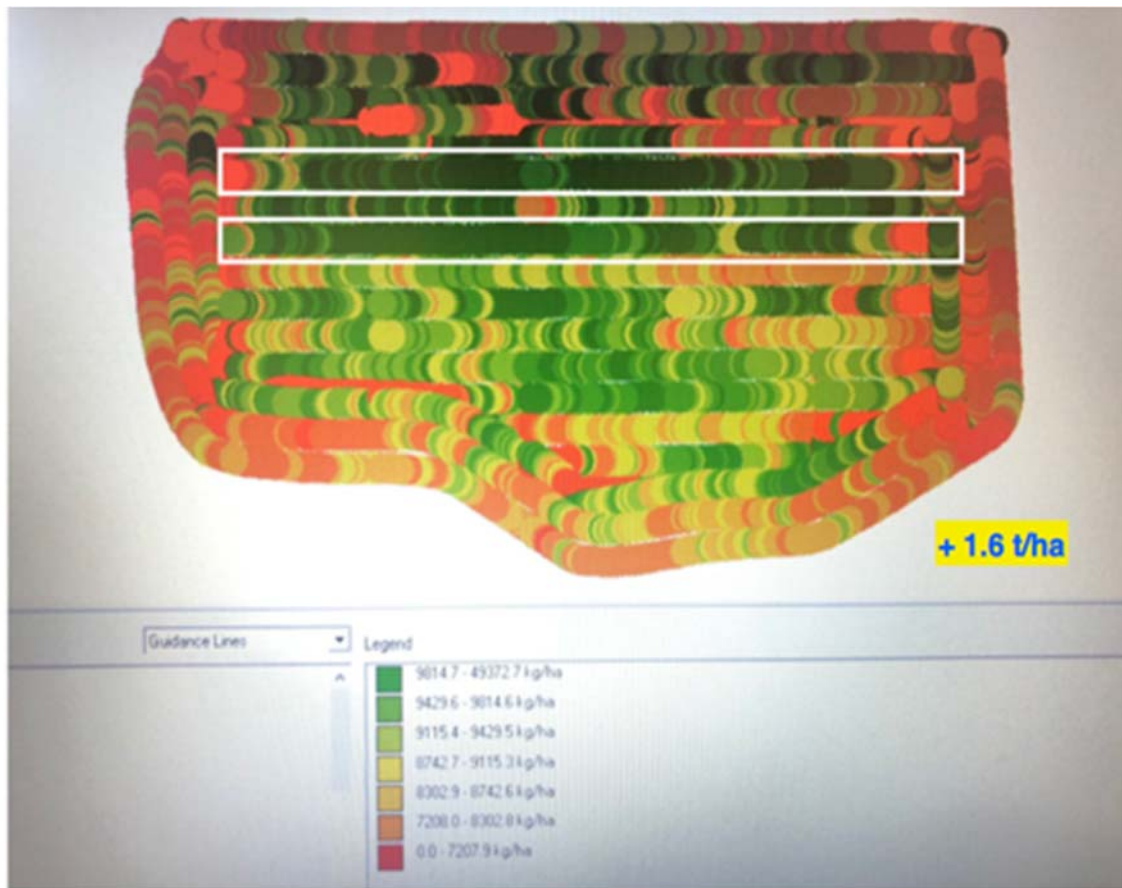 + 1.6 t/ha
Guidance Lines
Legend
9814.7 - 49372.7 kg/ha
9429.6 - 9814.6 kg/ha
9115.4 - 9429.5 kg/ha
8742.7 - 9115.3 kg/ha
8302.9 - 8742.6 kg/ha
7208.0 - 8302.8 kg/ha
0.0 - 7207.9 kg/ha